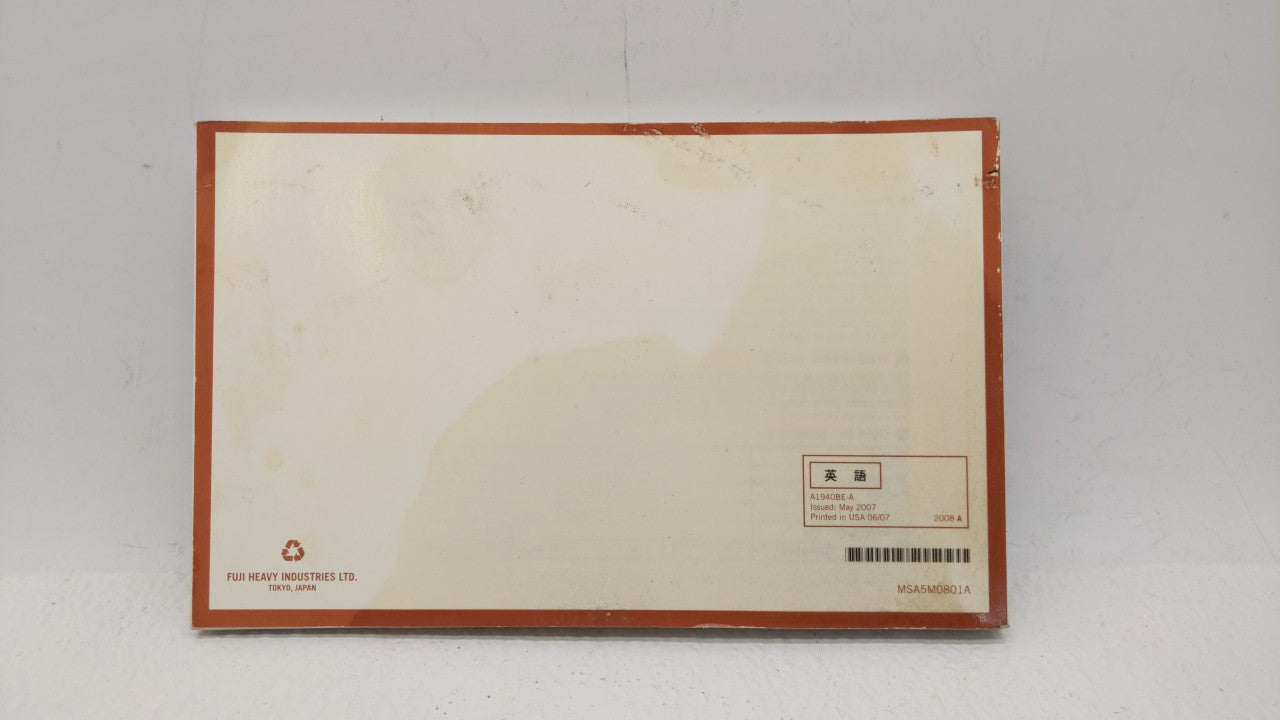 英 語
A1940BE-A
Issued: May 2007
Printed in USA 06/07 2008 A
FUJI HEAVY INDUSTRIES LTD.
TOKYO, JAPAN
MSA5M0801A